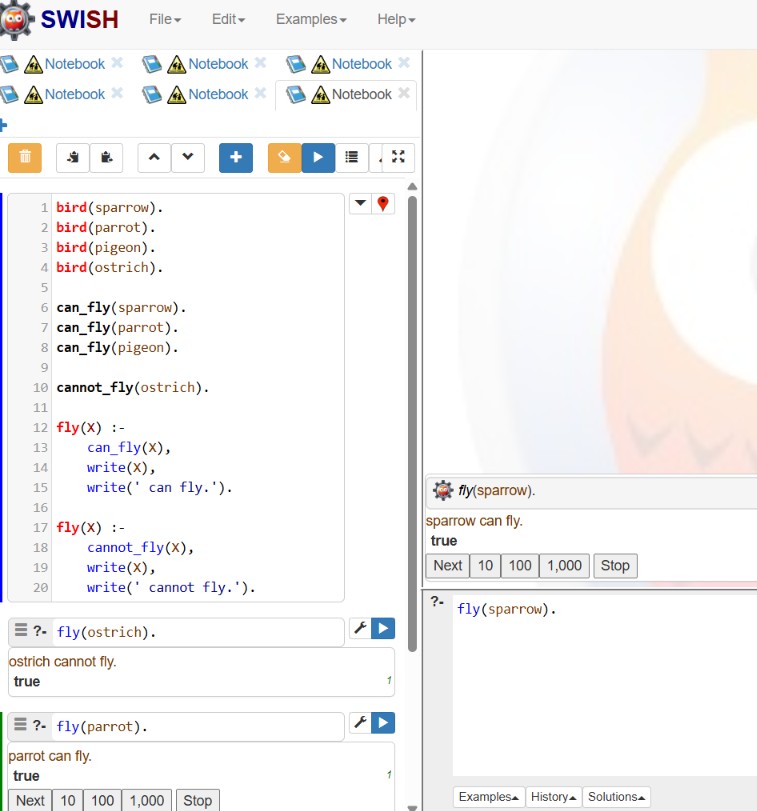 SWISH File Edit Examples Help
Notebook Notebook Notebook
Notebook Notebook Notebook
1 bird(sparrow).
2 bird(parrot).
3 bird(pigeon).
4 bird(ostrich).
5
6 can_fly(sparrow).
7 can_fly(parrot).
8 can_fly(pigeon).
9
10 cannot_fly(ostrich).
11
12 fly(X) :-
13     can_fly(X),
14     write(X),
15     write(' can fly.').
16
17 fly(X) :-
18     cannot_fly(X),
19     write(X),
20     write(' cannot fly.').
?- fly(ostrich).
ostrich cannot fly.
true
1
?- fly(parrot).
parrot can fly.
true
1
Next 10 100 1,000 Stop
fly(sparrow).
sparrow can fly.
true
Next 10 100 1,000 Stop
?- fly(sparrow).
Examples History Solutions